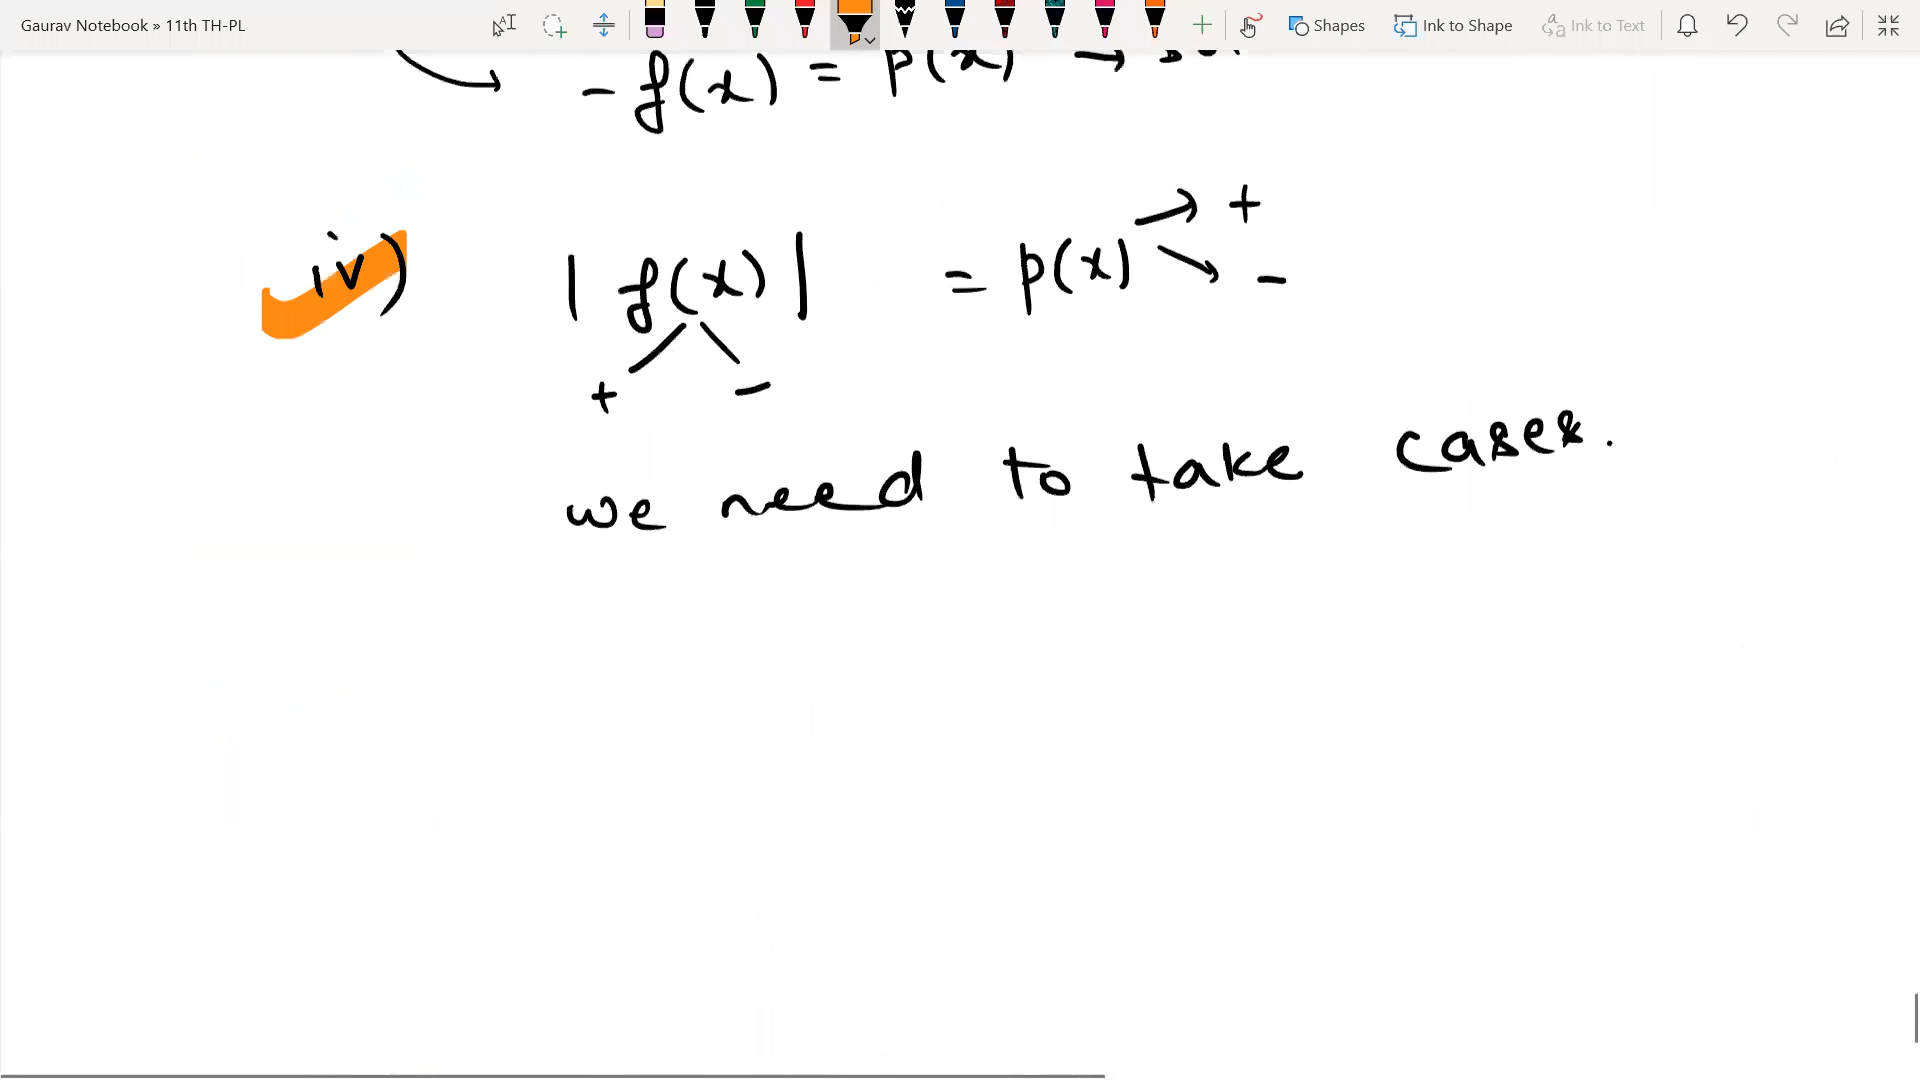 Gaurav Notebook » 11th TH-PL
Shapes
Ink to Shape
Ink to Text
- f(x) = p(x) →
iv) | f(x) | = p(x) → +
→ -
+ -
we need to take cases.